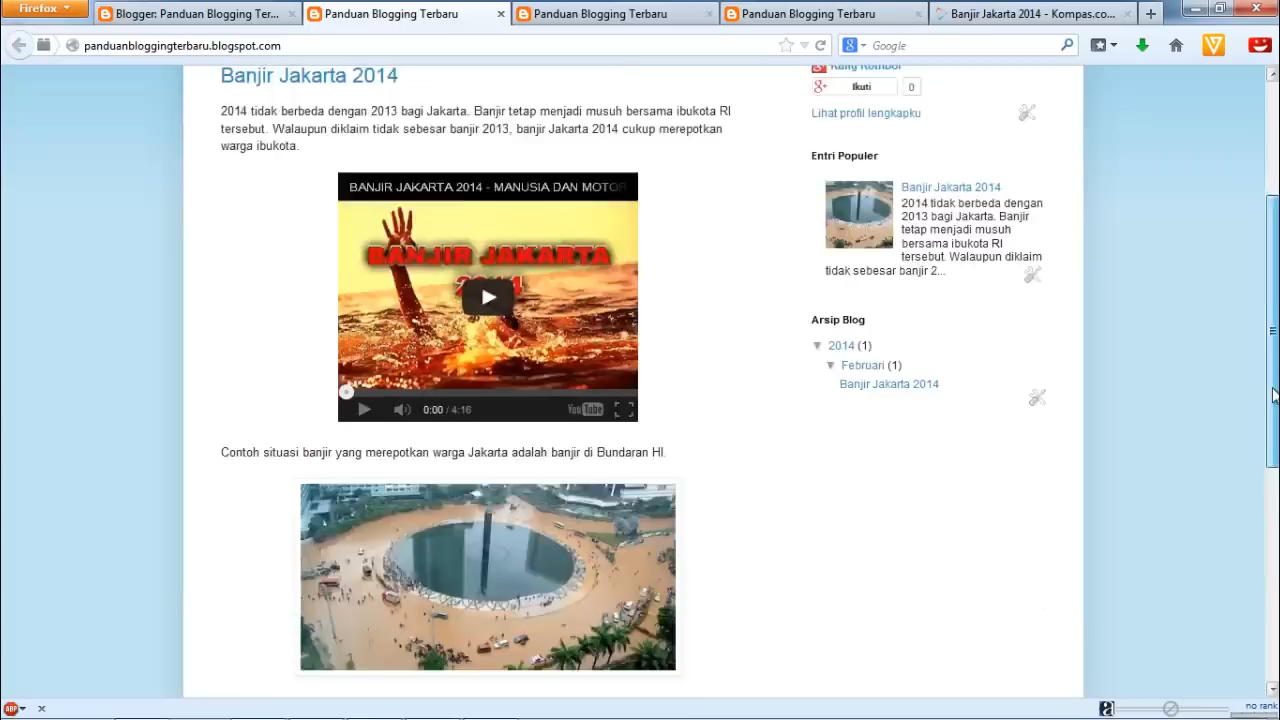 Firefox
Blogger: Panduan Blogging Ter...
Panduan Blogging Terbaru
Panduan Blogging Terbaru
Panduan Blogging Terbaru
Banjir Jakarta 2014 - Kompas.co...
panduanbloggingterbaru.blogspot.com
Google
Banjir Jakarta 2014
2014 tidak berbeda dengan 2013 bagi Jakarta. Banjir tetap menjadi musuh bersama ibukota RI
tersebut. Walaupun diklaim tidak sebesar banjir 2013, banjir Jakarta 2014 cukup merepotkan
warga ibukota.
BANJIR JAKARTA 2014 - MANUSIA DAN MOTOR
BANJIR JAKARTA
2014
0:00 / 4:16
YouTube
Contoh situasi banjir yang merepotkan warga Jakarta adalah banjir di Bundaran HI.
Kang Rombol
Ikuti
0
Lihat profil lengkapku
Entri Populer
Banjir Jakarta 2014
2014 tidak berbeda dengan
2013 bagi Jakarta. Banjir
tetap menjadi musuh
bersama ibukota RI
tersebut. Walaupun diklaim
tidak sebesar banjir 2...
Arsip Blog
2014 (1)
Februari (1)
Banjir Jakarta 2014
ABP
no rank